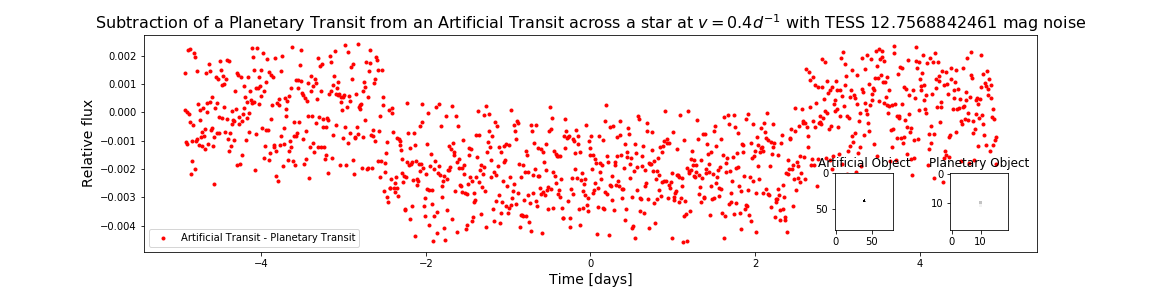 Subtraction of a Planetary Transit from an Artificial Transit across a star at v = 0.4d⁻¹ with TESS 12.7568842461 mag noise
Relative flux
0.002
0.001
0.000
−0.001
−0.002
−0.003
−0.004
Artificial Transit - Planetary Transit
Artificial Object
0
50
0 50
Planetary Object
0
10
0 10
−4 −2 0 2 4
Time [days]